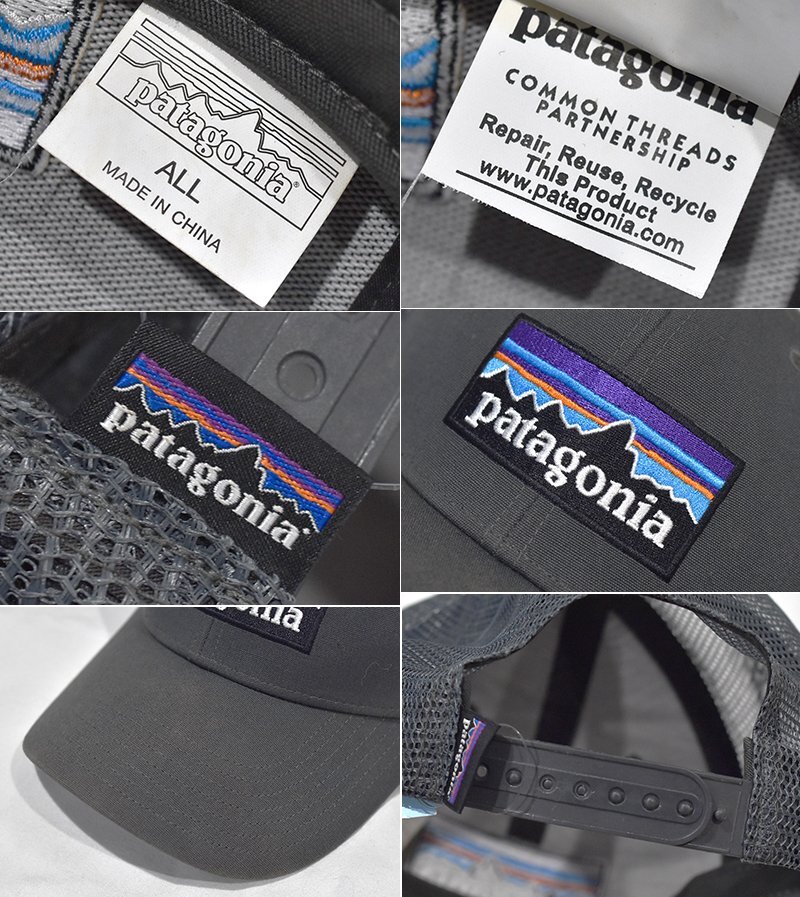 patagonia®
ALL
MADE IN CHINA
patagonia
COMMON THREADS
PARTNERSHIP
Repair, Reuse, Recycle
This Product
www.patagonia.com
patagonia
patagonia
patagonia
patagonia